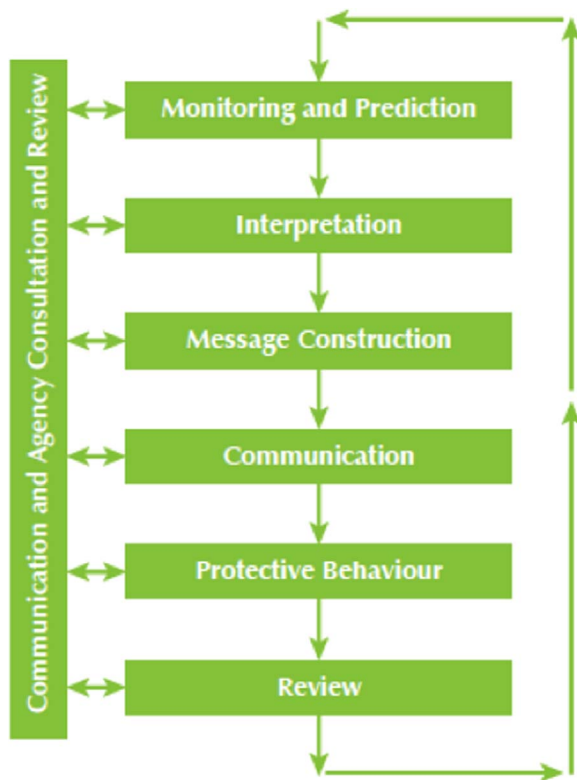 Communication and Agency Consultation and Review
Monitoring and Prediction
Interpretation
Message Construction
Communication
Protective Behaviour
Review